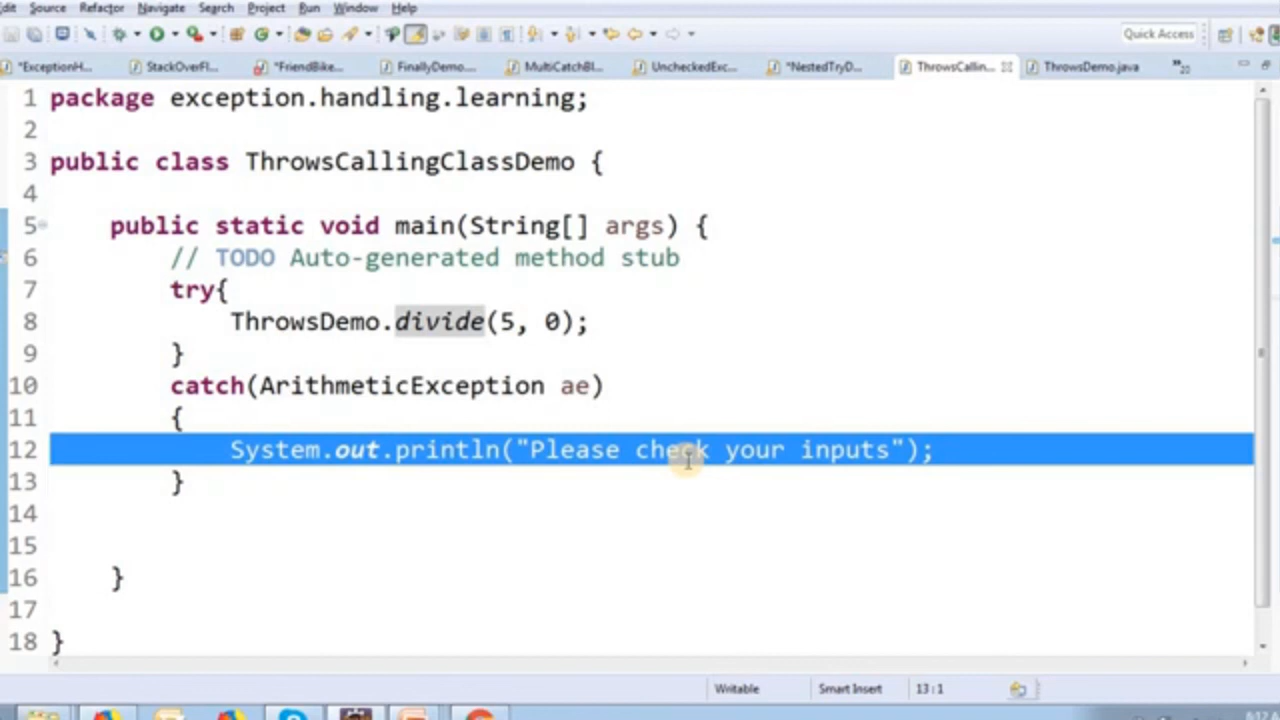 dit Source Refactor Navigate Search Project Run Window Help
Quick Access
*ExceptionH... StackOverFl... *FriendBike... FinallyDemo.... MultiCatchBl... UncheckedExc... *NestedTryD... ThrowsCallin... ThrowsDemo.java »20
1 package exception.handling.learning;
2
3 public class ThrowsCallingClassDemo {
4
5 public static void main(String[] args) {
6 // TODO Auto-generated method stub
7 try{
8 ThrowsDemo.divide(5, 0);
9 }
10 catch(ArithmeticException ae)
11 {
12 System.out.println("Please check your inputs");
13 }
14
15
16 }
17
18 }
Writable Smart Insert 13:1